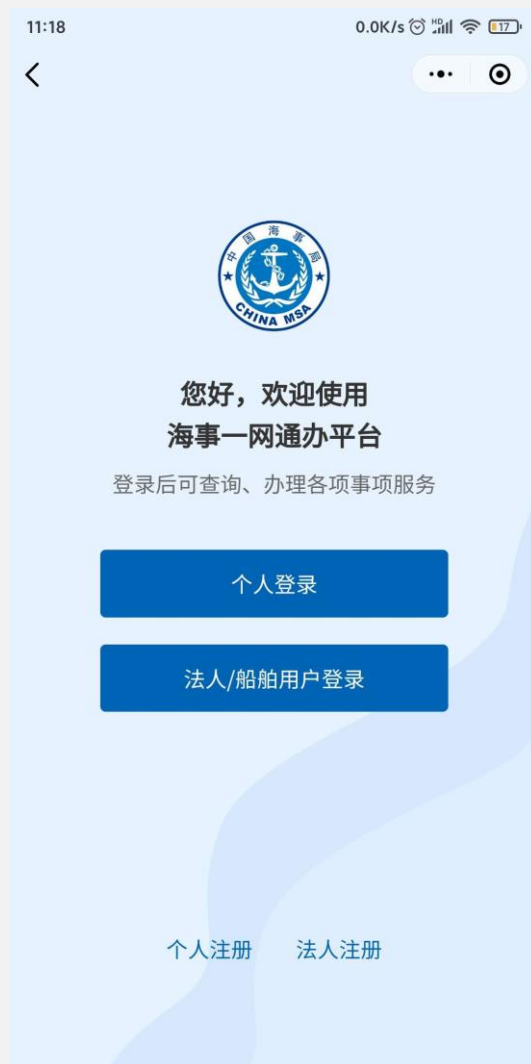 11:18
0.0K/s HD 17
中国海事局
CHINA MSA
您好，欢迎使用
海事一网通办平台
登录后可查询、办理各项事项服务
个人登录
法人/船舶用户登录
个人注册 法人注册